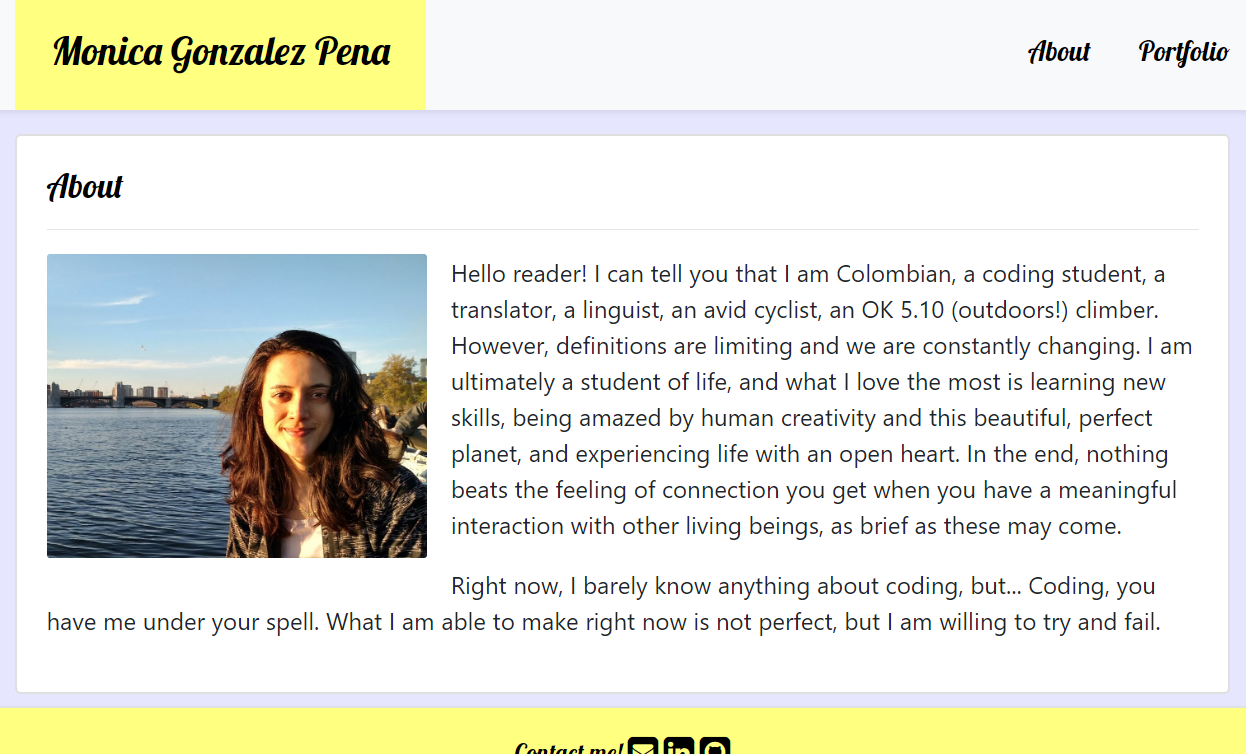 Monica Gonzalez Pena
About
Portfolio
About
Hello reader! I can tell you that I am Colombian, a coding student, a
translator, a linguist, an avid cyclist, an OK 5.10 (outdoors!) climber.
However, definitions are limiting and we are constantly changing. I am
ultimately a student of life, and what I love the most is learning new
skills, being amazed by human creativity and this beautiful, perfect
planet, and experiencing life with an open heart. In the end, nothing
beats the feeling of connection you get when you have a meaningful
interaction with other living beings, as brief as these may come.
Right now, I barely know anything about coding, but... Coding, you
have me under your spell. What I am able to make right now is not perfect, but I am willing to try and fail.
Contact me!
in